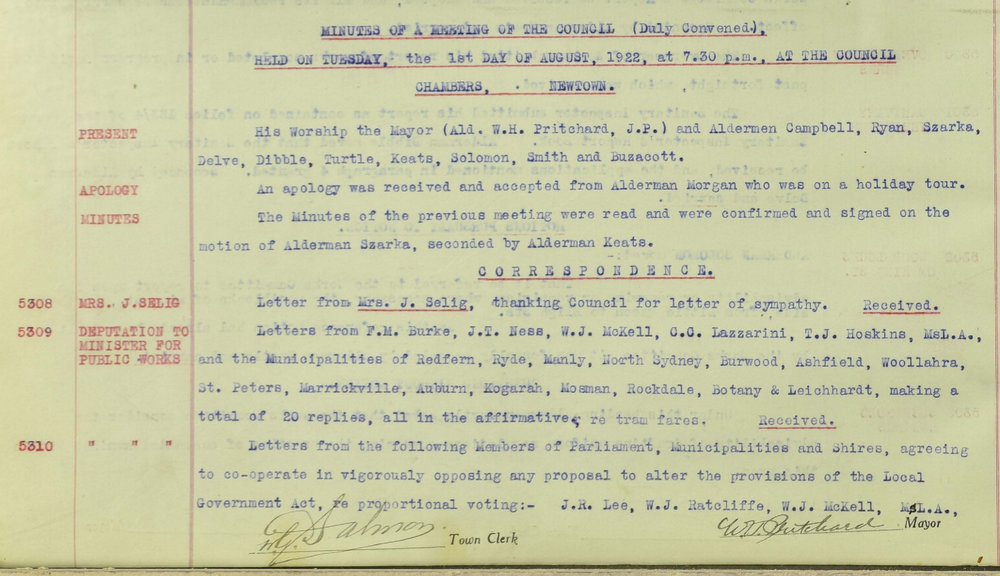 MINUTES OF A MEETING OF THE COUNCIL (Duly Convened.),
HELD ON TUESDAY, the 1st DAY OF AUGUST, 1922, at 7.30 p.m., AT THE COUNCIL
CHAMBERS, NEWTOWN.
PRESENT His Worship the Mayor (Ald. W.H. Pritchard, J.P.) and Aldermen Campbell, Ryan, Szarka,
Delve, Dibble, Turtle, Keats, Solomon, Smith and Buzacott.
APOLOGY An apology was received and accepted from Alderman Morgan who was on a holiday tour.
MINUTES The Minutes of the previous meeting were read and were confirmed and signed on the
motion of Alderman Szarka, seconded by Alderman Keats.
CORRESPONDENCE.
5308 MRS. J.SELIG Letter from Mrs. J. Selig, thanking Council for letter of sympathy. Received.
5309 DEPUTATION TO MINISTER FOR PUBLIC WORKS Letters from F.M. Burke, J.T. Ness, W.J. McKell, C.C. Lazzarini, T.J. Hoskins, MsL.A.,
and the Municipalities of Redfern, Ryde, Manly, North Sydney, Burwood, Ashfield, Woollahra,
St. Peters, Marrickville, Auburn, Kogarah, Mosman, Rockdale, Botany & Leichhardt, making a
total of 20 replies, all in the affirmative, re tram fares. Received.
5310 " " " Letters from the following Members of Parliament, Municipalities and Shires, agreeing
to co-operate in vigorously opposing any proposal to alter the provisions of the Local
Government Act, re proportional voting:- J.R. Lee, W.J. Ratcliffe, W.J. McKell, MsL.A.,
Salmon Town Clerk W.H. Pritchard Mayor